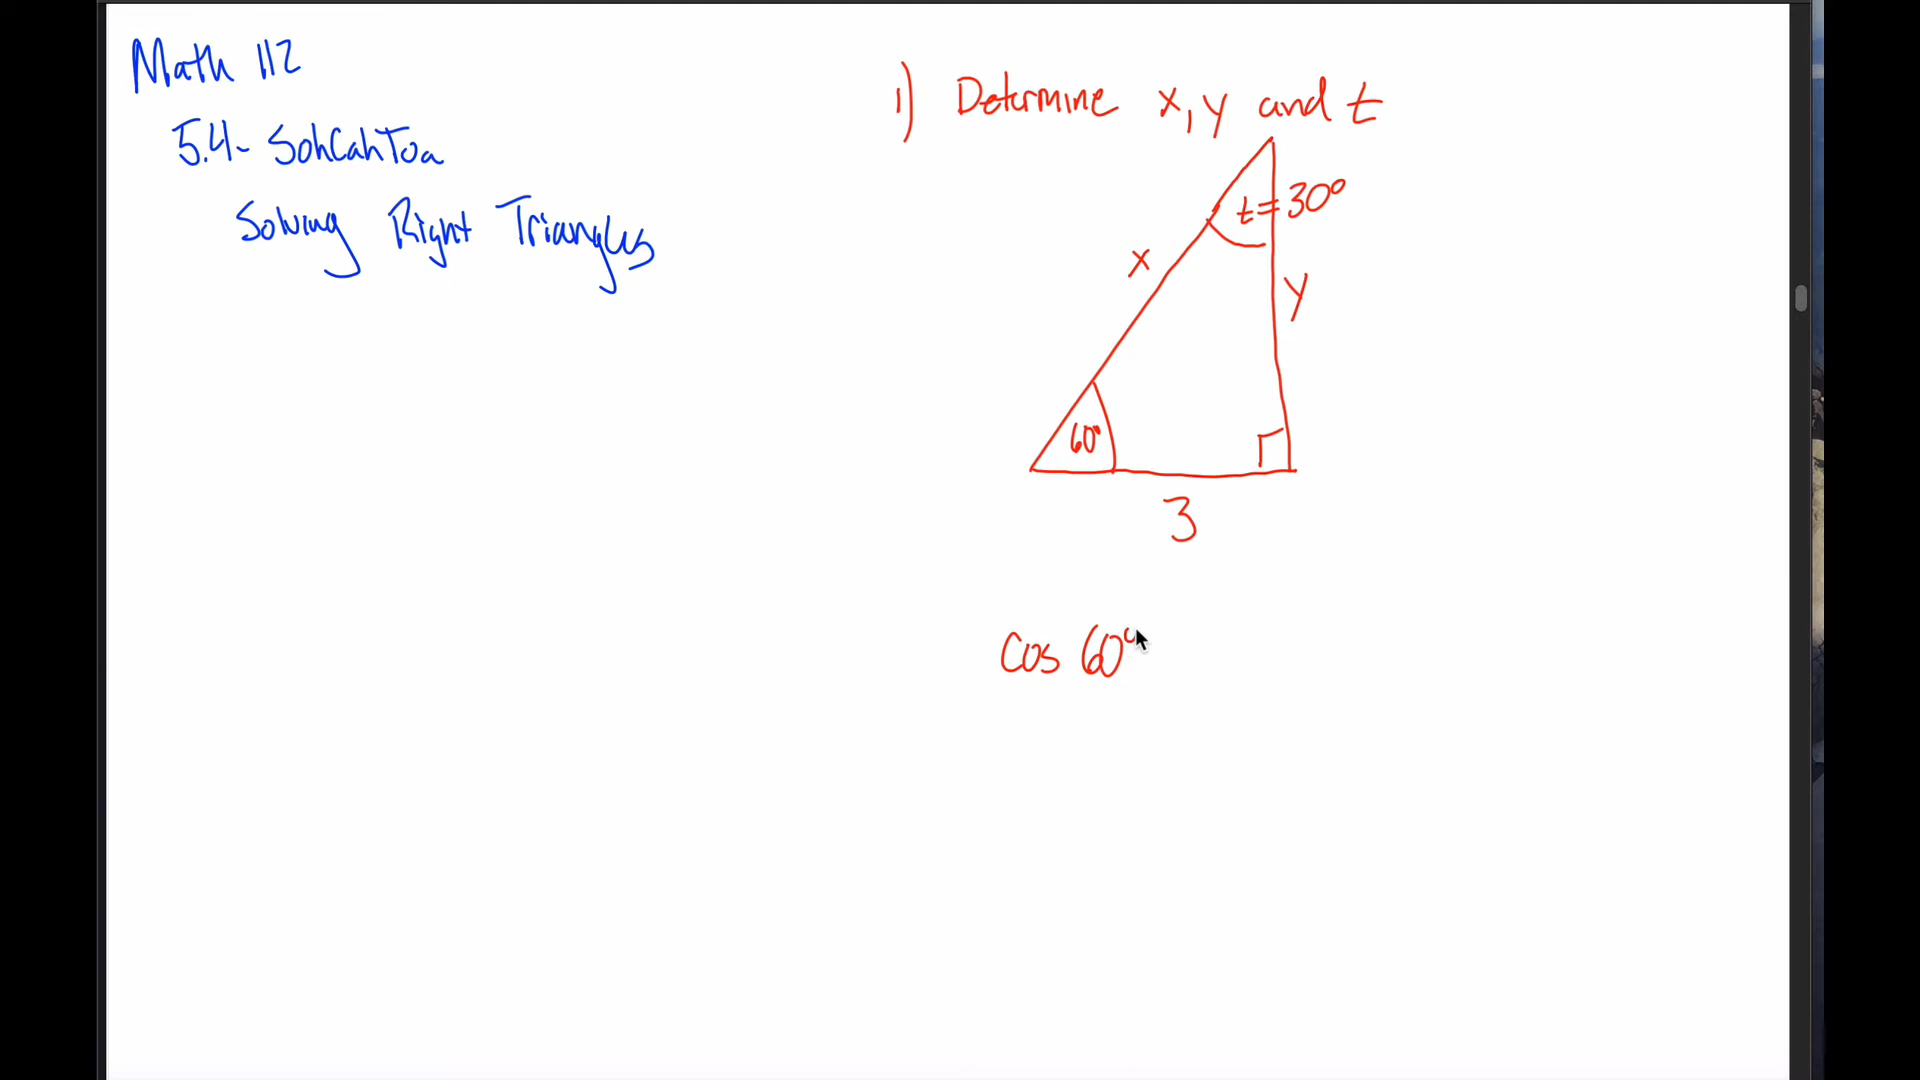 Math 112
5.4- SohCahToa
Solving Right Triangles
1) Determine x, y and t
t=30°
x
y
60°
3
Cos 60°